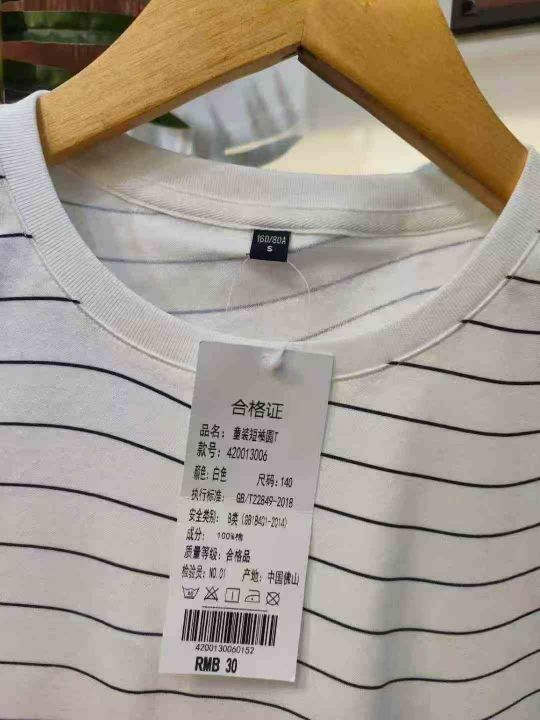 160/80A
S
合格证
品名: 童装短袖圆T
款号: 420013006
颜色: 白色 尺码: 140
执行标准: GB/T22849-2018
安全类别: B类 (GB18401-2014)
成分: 100%棉
质量等级: 合格品
检验员: NO.01 产地: 中国佛山
4200130060152
RMB 30